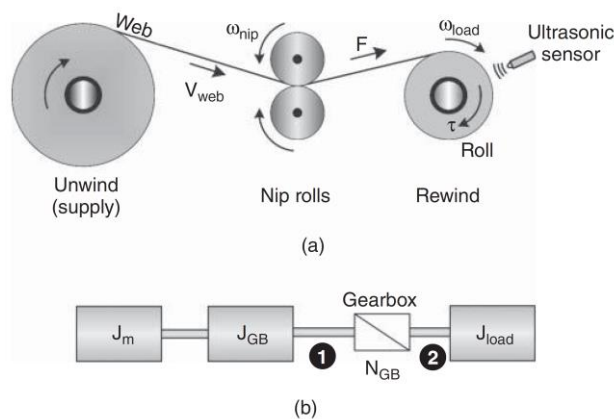 Web
ω_nip
V_web
F
ω_load
Ultrasonic
sensor
τ
Roll
Unwind
(supply)
Nip rolls
Rewind
(a)
Gearbox
J_m
J_GB
J_load
1
2
N_GB
(b)